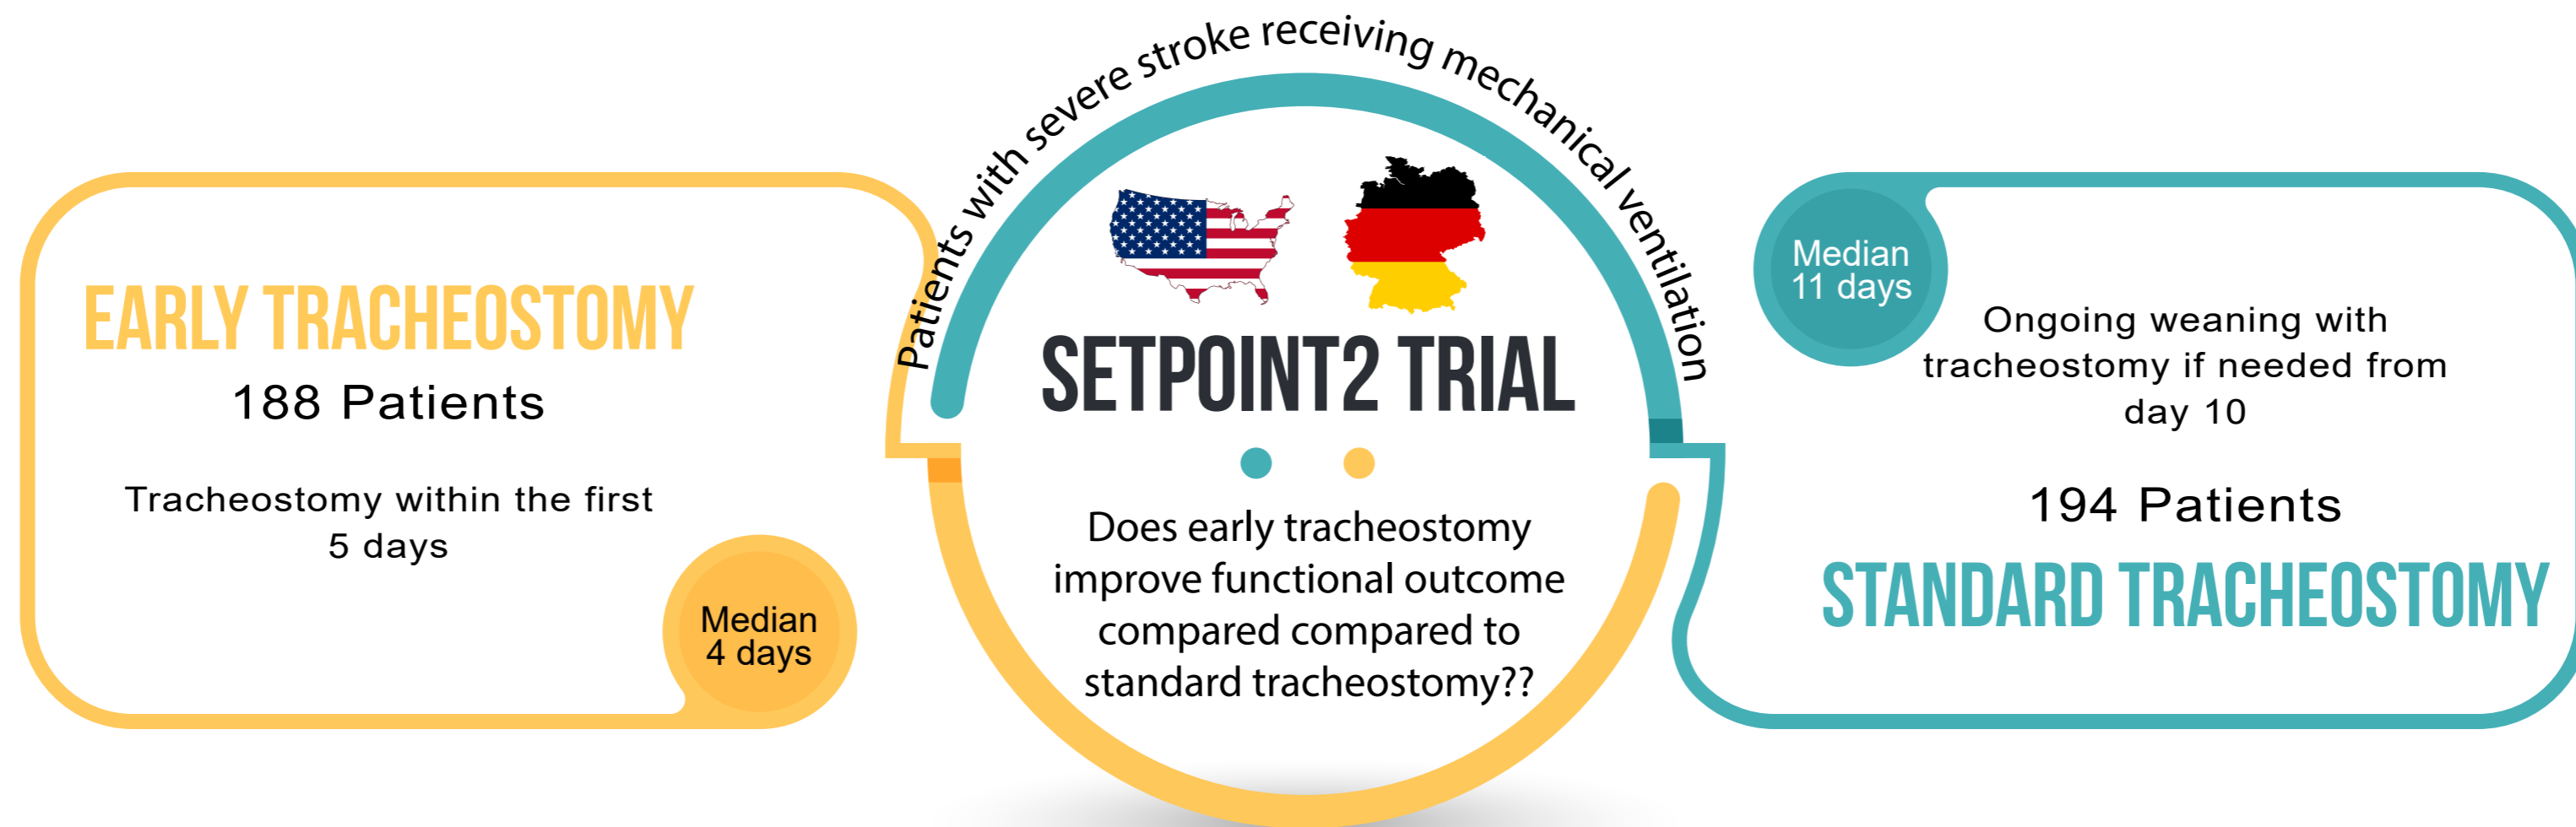 Patients with severe stroke receiving mechanical ventilation
EARLY TRACHEOSTOMY
188 Patients
Tracheostomy within the first
5 days
Median
4 days
SETPOINT2 TRIAL
Does early tracheostomy
improve functional outcome
compared compared to
standard tracheostomy??
Median
11 days
Ongoing weaning with
tracheostomy if needed from
day 10
194 Patients
STANDARD TRACHEOSTOMY